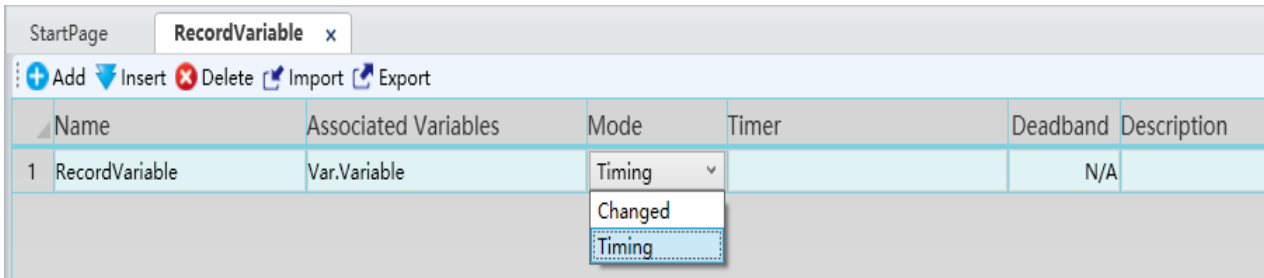 StartPage RecordVariable x
Add Insert Delete Import Export
Name Associated Variables Mode Timer Deadband Description
1 RecordVariable Var.Variable Timing N/A
Changed
Timing